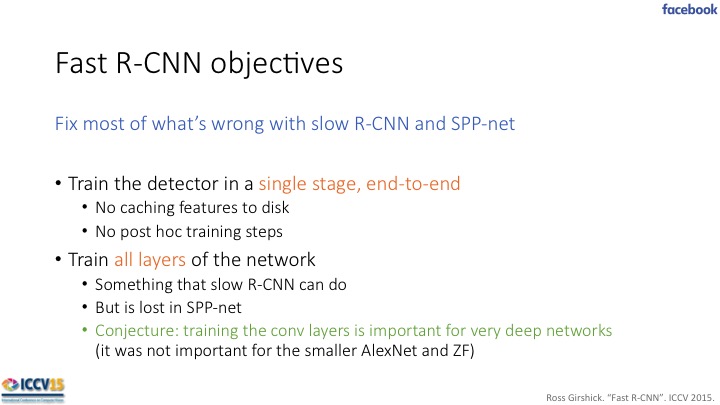 facebook
Fast R-CNN objectives
Fix most of what's wrong with slow R-CNN and SPP-net
• Train the detector in a single stage, end-to-end
• No caching features to disk
• No post hoc training steps
• Train all layers of the network
• Something that slow R-CNN can do
• But is lost in SPP-net
• Conjecture: training the conv layers is important for very deep networks
(it was not important for the smaller AlexNet and ZF)
ICCV15
International Conference on Computer Vision
Ross Girshick. “Fast R-CNN”. ICCV 2015.